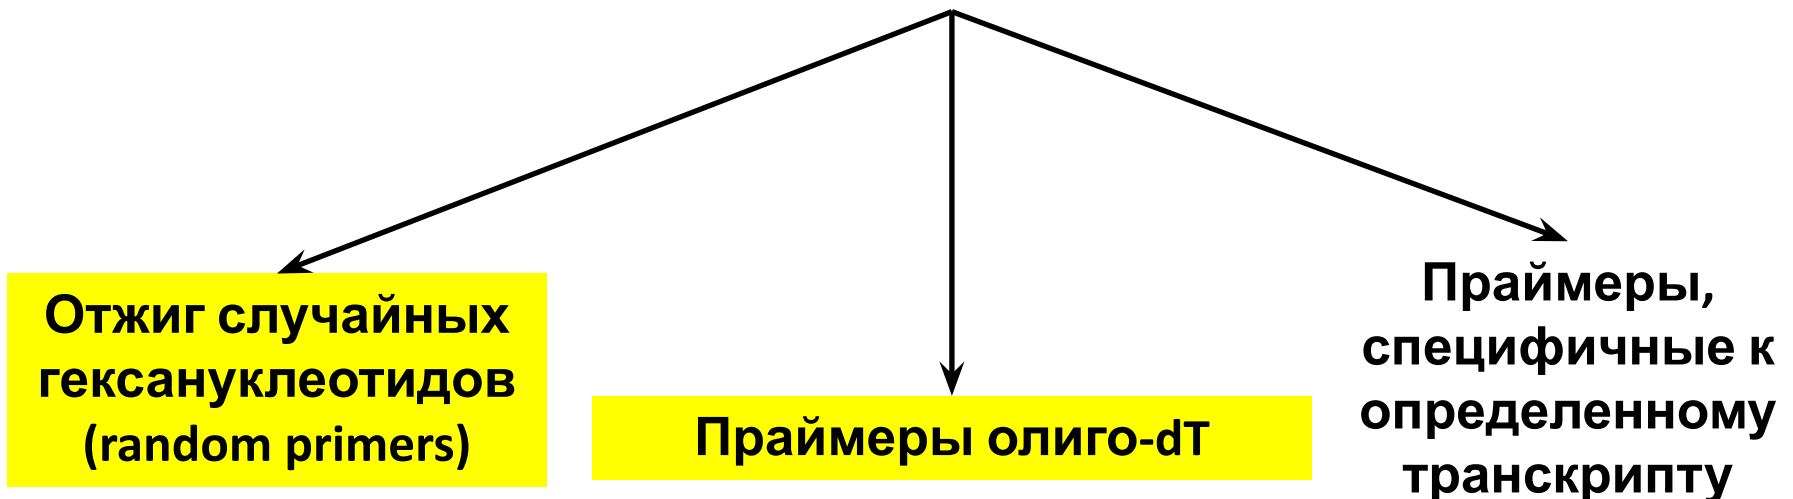 Отжиг случайных
гексануклеотидов
(random primers)
Праймеры олиго-dT
Праймеры,
специфичные к
определенному
транскрипту